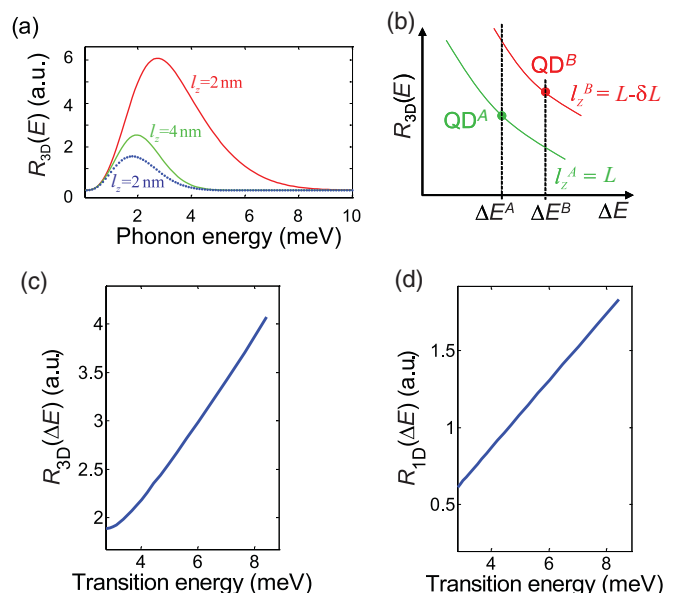 (a)
R3D(E) (a.u.)
6
4
2
0
lz=2 nm
lz=4 nm
lz=2 nm
2 4 6 8 10
Phonon energy (meV)
(b)
R3D(E)
QDB
QDA
lzB = L-δL
lzA = L
ΔEA ΔEB ΔE
(c)
R3D(ΔE) (a.u.)
4
3.5
3
2.5
2
4 6 8
Transition energy (meV)
(d)
R1D(ΔE) (a.u.)
1.5
1
0.5
4 6 8
Transition energy (meV)